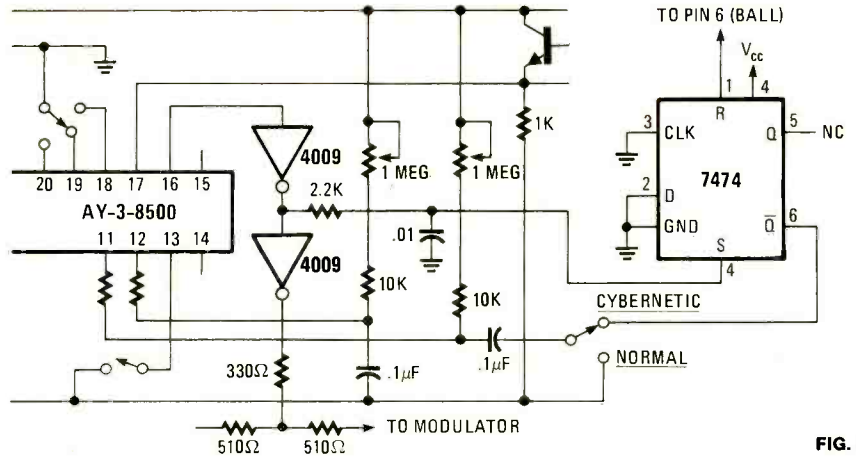 TO PIN 6 (BALL)
Vcc
1
4
R
3
CLK
Q
5
NC
7474
2
D
GND
Q̅
6
S
4
1K
4009
1 MEG
1 MEG
2.2K
20
19
18
17
16
15
AY-3-8500
11
12
13
14
.01
4009
10K
10K
CYBERNETIC
.1µF
NORMAL
330Ω
.1µF
TO MODULATOR
510Ω
510Ω
FIG.